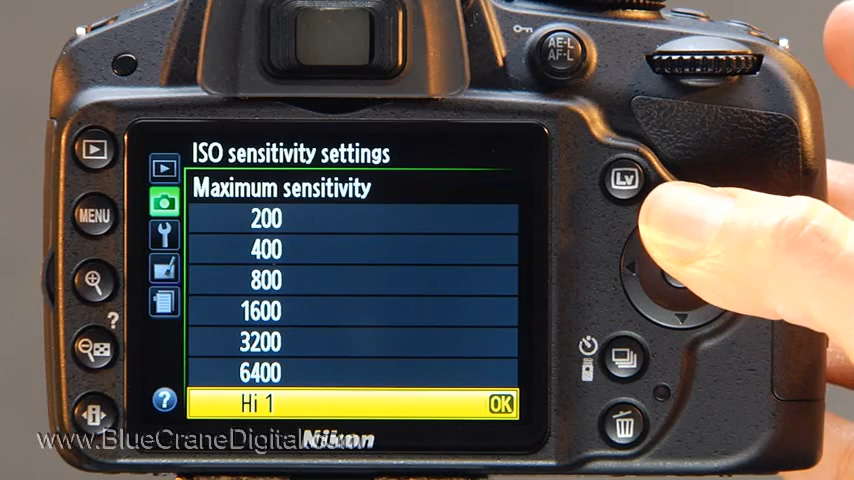 AE-L
AF-L
ISO sensitivity settings
Maximum sensitivity
200
400
800
1600
3200
6400
Hi 1 OK
Lv
MENU
?
?
i
www.BlueCraneDigital.com
Nikon